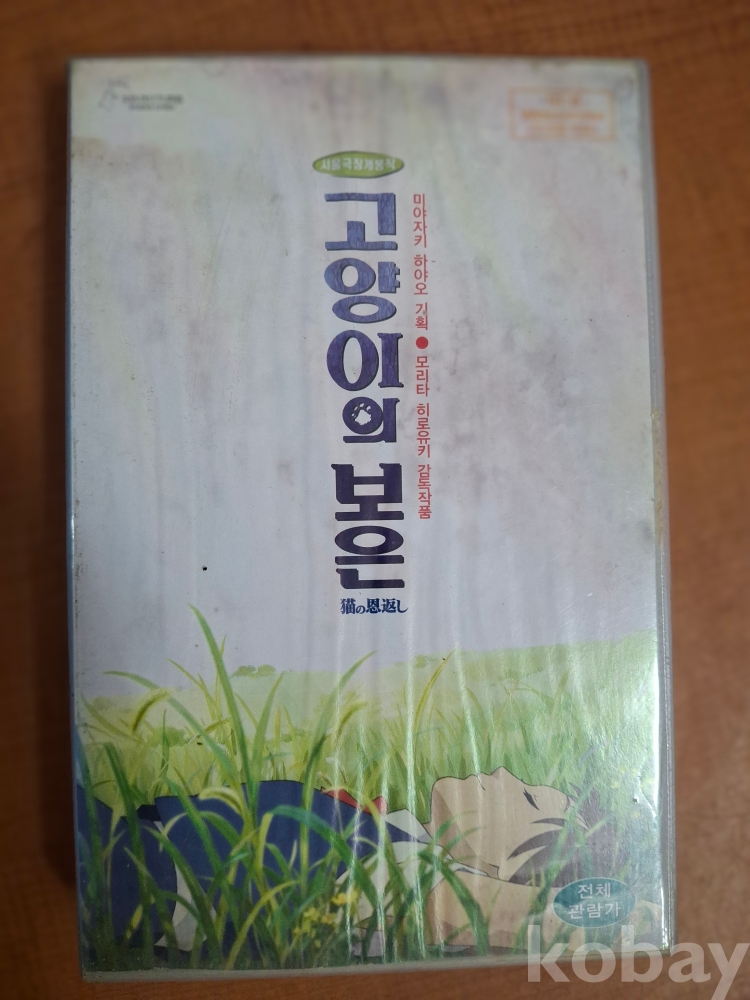 서울극장개봉작
고양이의 보은
미야자키 하야오 기획 ● 모리타 히로유키 감독작품
猫の恩返し
전체
관람가
kobay